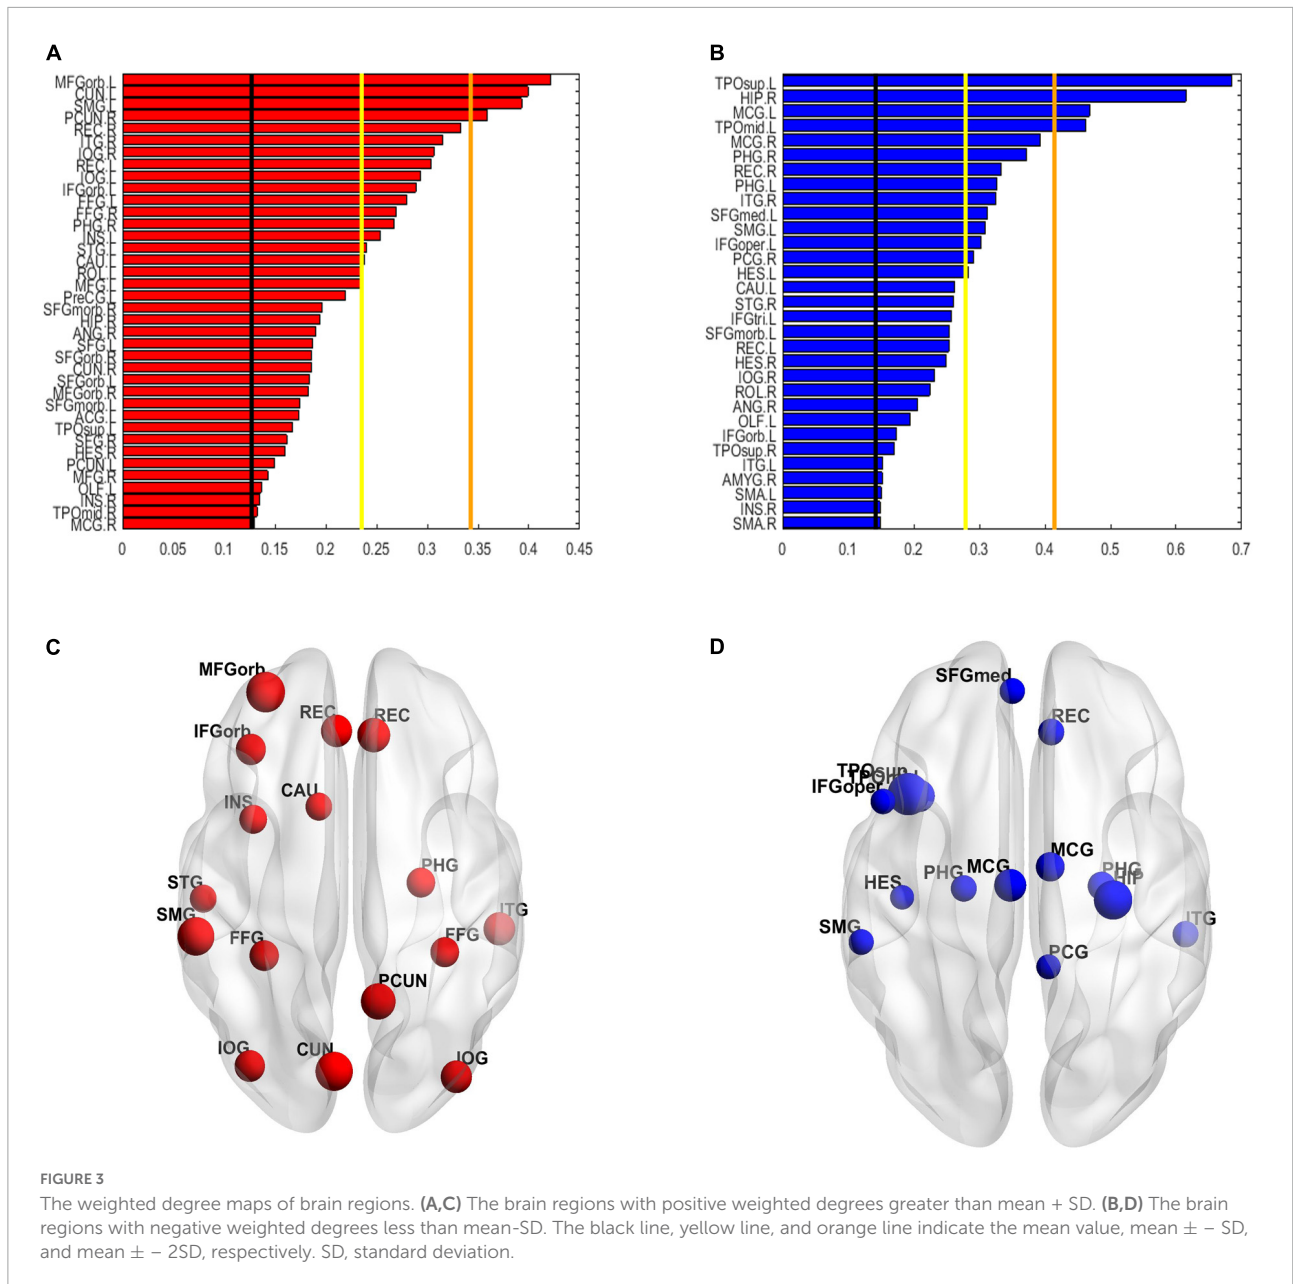 A
MFGorb.L
CUN.L
SMG.L
PCUN.R
REC.R
ITG.R
IOG.R
REC.L
IOG.L
IFGorb.L
FFG.L
FFG.R
PHG.R
INS.L
STG.L
CAU.L
ROL.L
MFG.L
PreCG.L
SFGmorb.R
HIP.R
ANG.R
SFG.L
SFGorb.R
CUN.R
SFGorb.L
MFGorb.R
SFGmorb.L
ACG.L
TPOsup.L
SFG.R
HES.R
PCUN.L
MFG.R
OLF.L
INS.R
TPOmid.R
MCG.R
0 0.05 0.1 0.15 0.2 0.25 0.3 0.35 0.4 0.45
B
TPOsup.L
HIP.R
MCG.L
TPOmid.L
MCG.R
PHG.R
REC.R
PHG.L
ITG.R
SFGmed.L
SMG.L
IFGoper.L
PCG.R
HES.L
CAU.L
STG.R
IFGtri.L
SFGmorb.L
REC.L
HES.R
IOG.R
ROL.R
ANG.R
OLF.L
IFGorb.L
TPOsup.R
ITG.L
AMYG.R
SMA.L
INS.R
SMA.R
0 0.1 0.2 0.3 0.4 0.5 0.6 0.7
C
MFGorb
REC REC
IFGorb
CAU
INS
PHG
STG
SMG
ITG
FFG
FFG
PCUN
IOG
CUN
IOG
D
SFGmed
REC
TPOsup
IFGoper
MCG
PHG
MCG
PHG
HIP
HES
SMG
ITG
PCG
FIGURE 3
The weighted degree maps of brain regions. (A,C) The brain regions with positive weighted degrees greater than mean + SD. (B,D) The brain
regions with negative weighted degrees less than mean-SD. The black line, yellow line, and orange line indicate the mean value, mean ± − SD,
and mean ± − 2SD, respectively. SD, standard deviation.